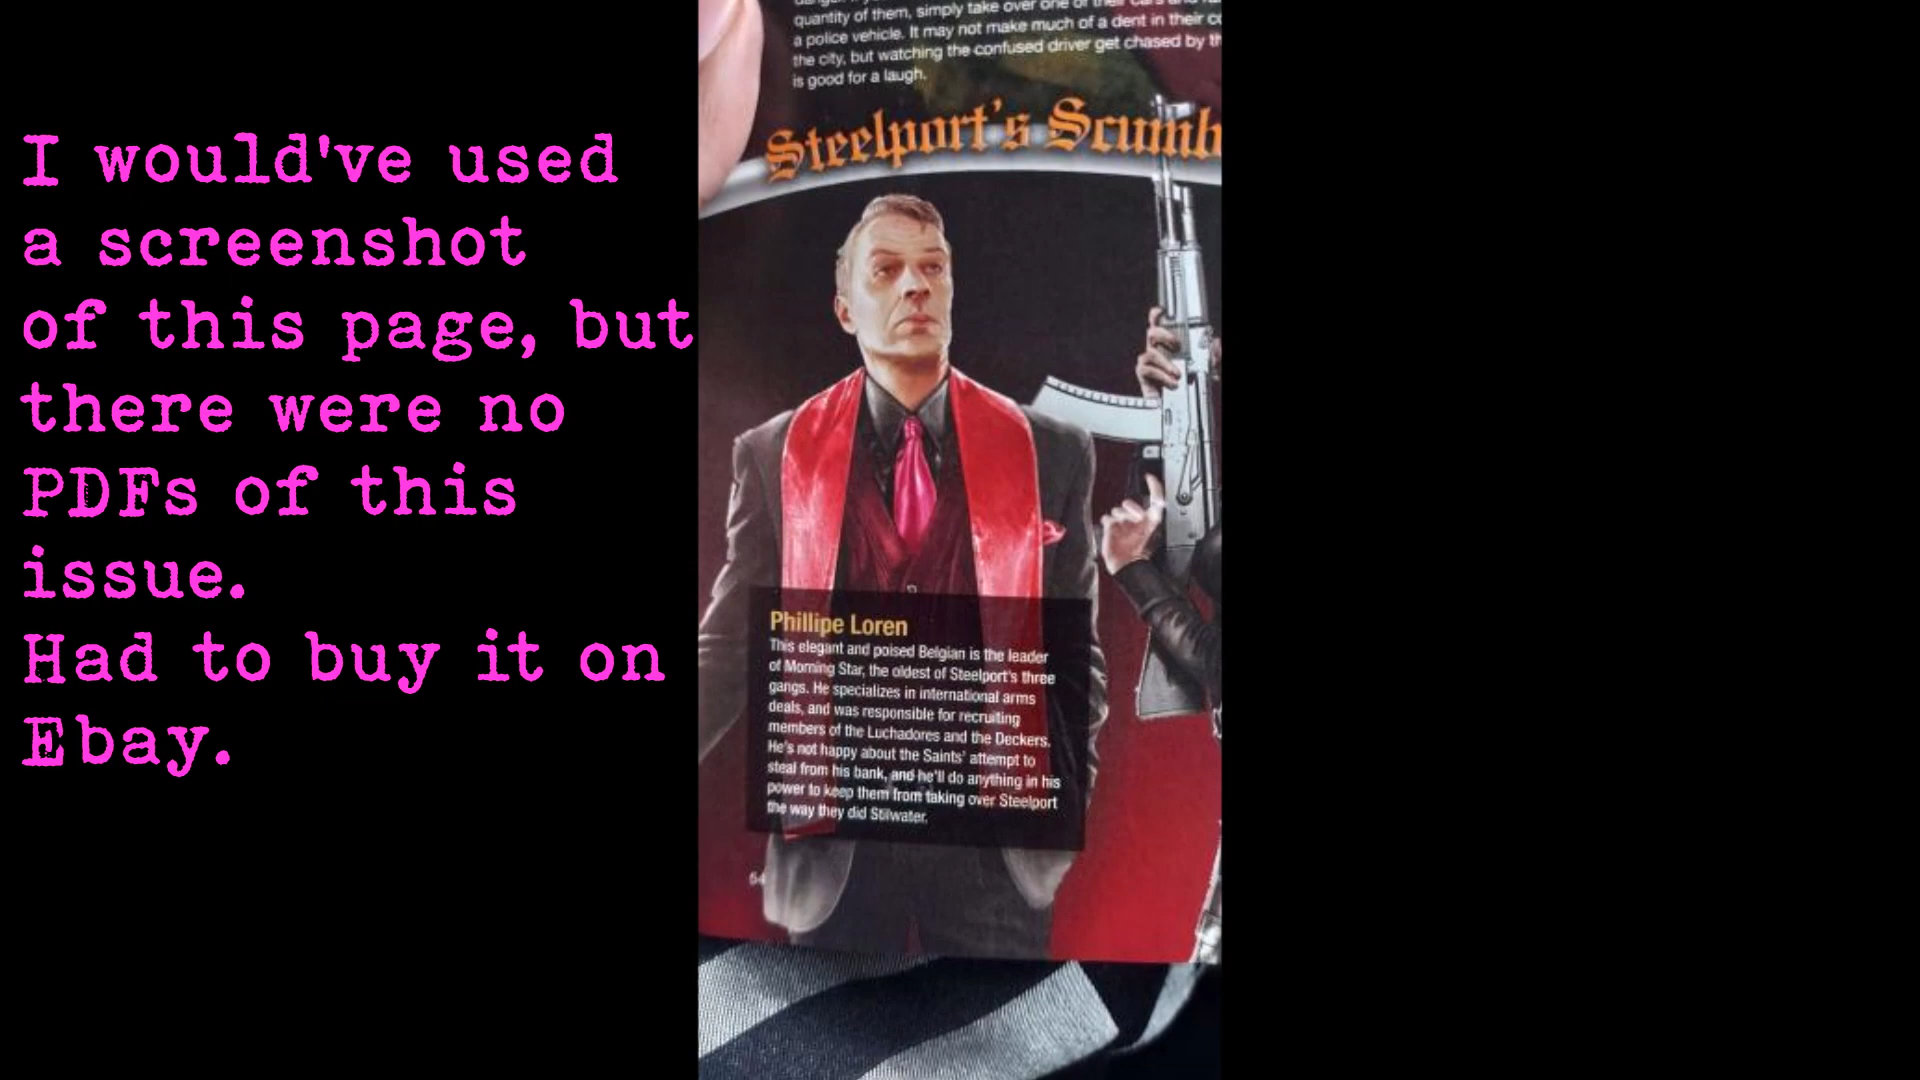 I would've used
a screenshot
of this page, but
there were no
PDFs of this
issue.
Had to buy it on
Ebay.
quantity of them, simply take over one of their cars and
a police vehicle. It may not make much of a dent in their
the city, but watching the confused driver get chased by
is good for a laugh.
Steelport's
Phillipe Loren
This elegant and poised Belgian is the leader
of Morning Star, the oldest of Steelport's three
gangs. He specializes in international arms
deals, and was responsible for recruiting
members of the Luchadores and the Deckers.
He's not happy about the Saints' attempt to
steal from his bank, and he'll do anything in his
power to keep them from taking over Steelport
the way they did Stilwater.
54